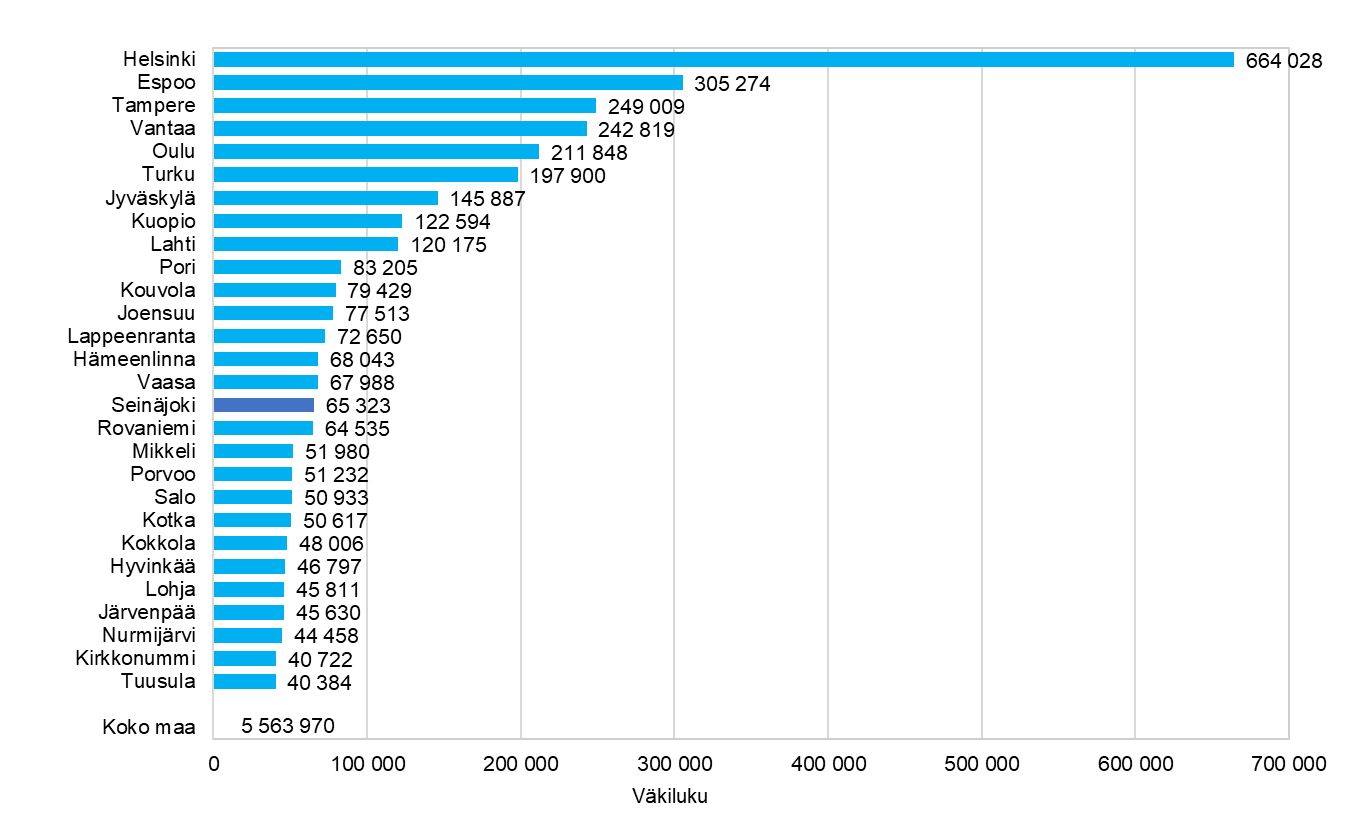 Helsinki 664 028
Espoo 305 274
Tampere 249 009
Vantaa 242 819
Oulu 211 848
Turku 197 900
Jyväskylä 145 887
Kuopio 122 594
Lahti 120 175
Pori 83 205
Kouvola 79 429
Joensuu 77 513
Lappeenranta 72 650
Hämeenlinna 68 043
Vaasa 67 988
Seinäjoki 65 323
Rovaniemi 64 535
Mikkeli 51 980
Porvoo 51 232
Salo 50 933
Kotka 50 617
Kokkola 48 006
Hyvinkää 46 797
Lohja 45 811
Järvenpää 45 630
Nurmijärvi 44 458
Kirkkonummi 40 722
Tuusula 40 384
Koko maa 5 563 970
0 100 000 200 000 300 000 400 000 500 000 600 000 700 000
Väkiluku